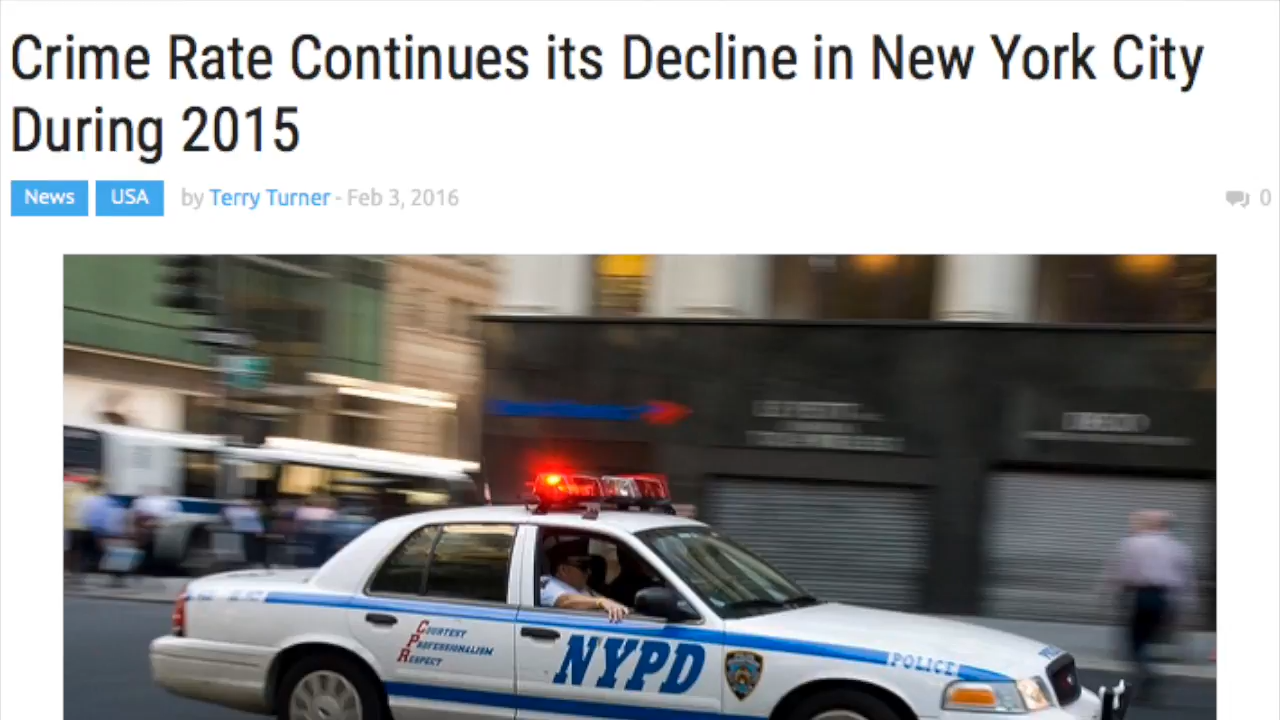 Crime Rate Continues its Decline in New York City
During 2015
News USA by Terry Turner - Feb 3, 2016 0
COURTESY
PROFESSIONALISM
RESPECT
NYPD
POLICE